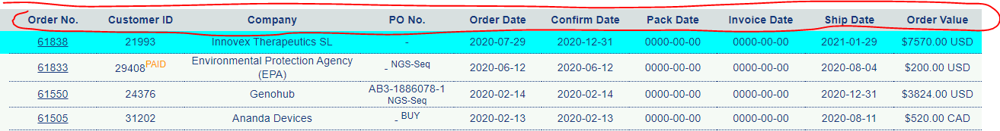 Order No. Customer ID Company PO No. Order Date Confirm Date Pack Date Invoice Date Ship Date Order Value
61838 21993 Innovex Therapeutics SL - 2020-07-29 2020-12-31 0000-00-00 0000-00-00 2021-01-29 $7570.00 USD
61833 29408PAID Environmental Protection Agency (EPA) - NGS-Seq 2020-06-12 2020-06-12 0000-00-00 0000-00-00 2020-08-04 $200.00 USD
61550 24376 Genohub AB3-1886078-1 NGS-Seq 2020-02-14 2020-02-14 0000-00-00 0000-00-00 2020-12-31 $3824.00 USD
61505 31202 Ananda Devices - BUY 2020-02-13 2020-02-13 0000-00-00 0000-00-00 2020-08-11 $520.00 CAD